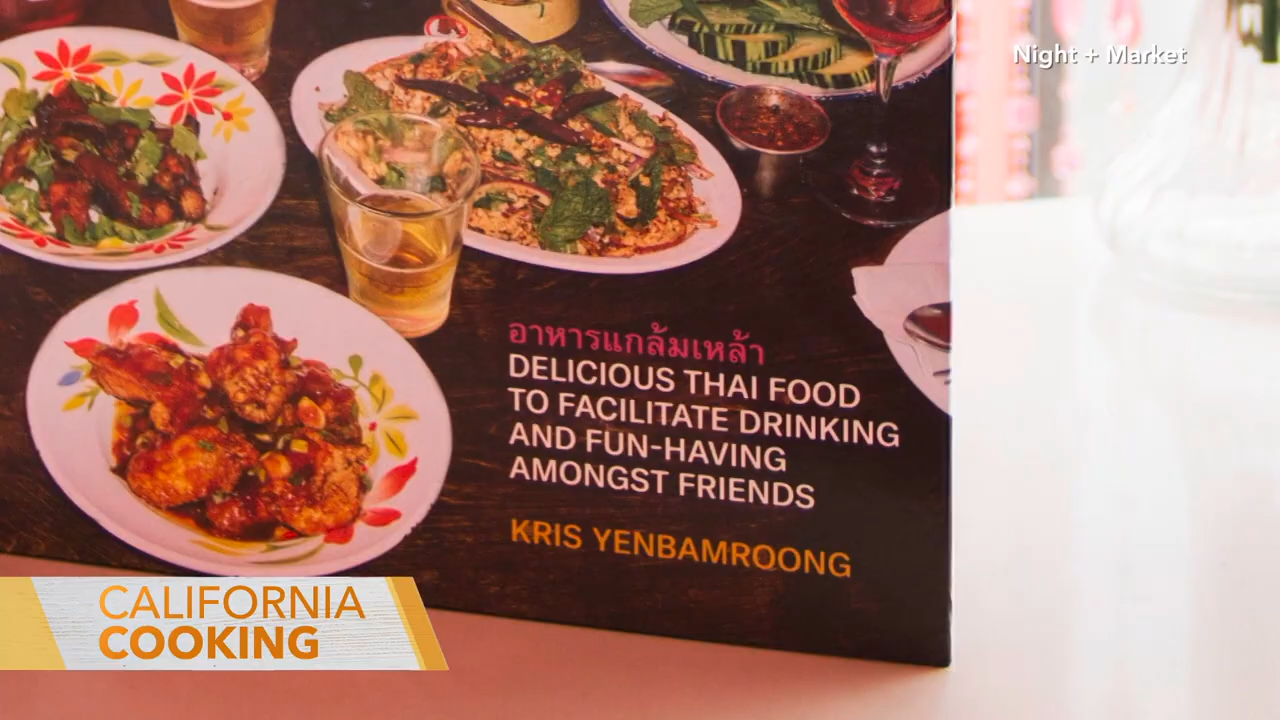 Night + Market
อาหารแกล้มเหล้า
DELICIOUS THAI FOOD
TO FACILITATE DRINKING
AND FUN-HAVING
AMONGST FRIENDS
KRIS YENBAMROONG
CALIFORNIA
COOKING